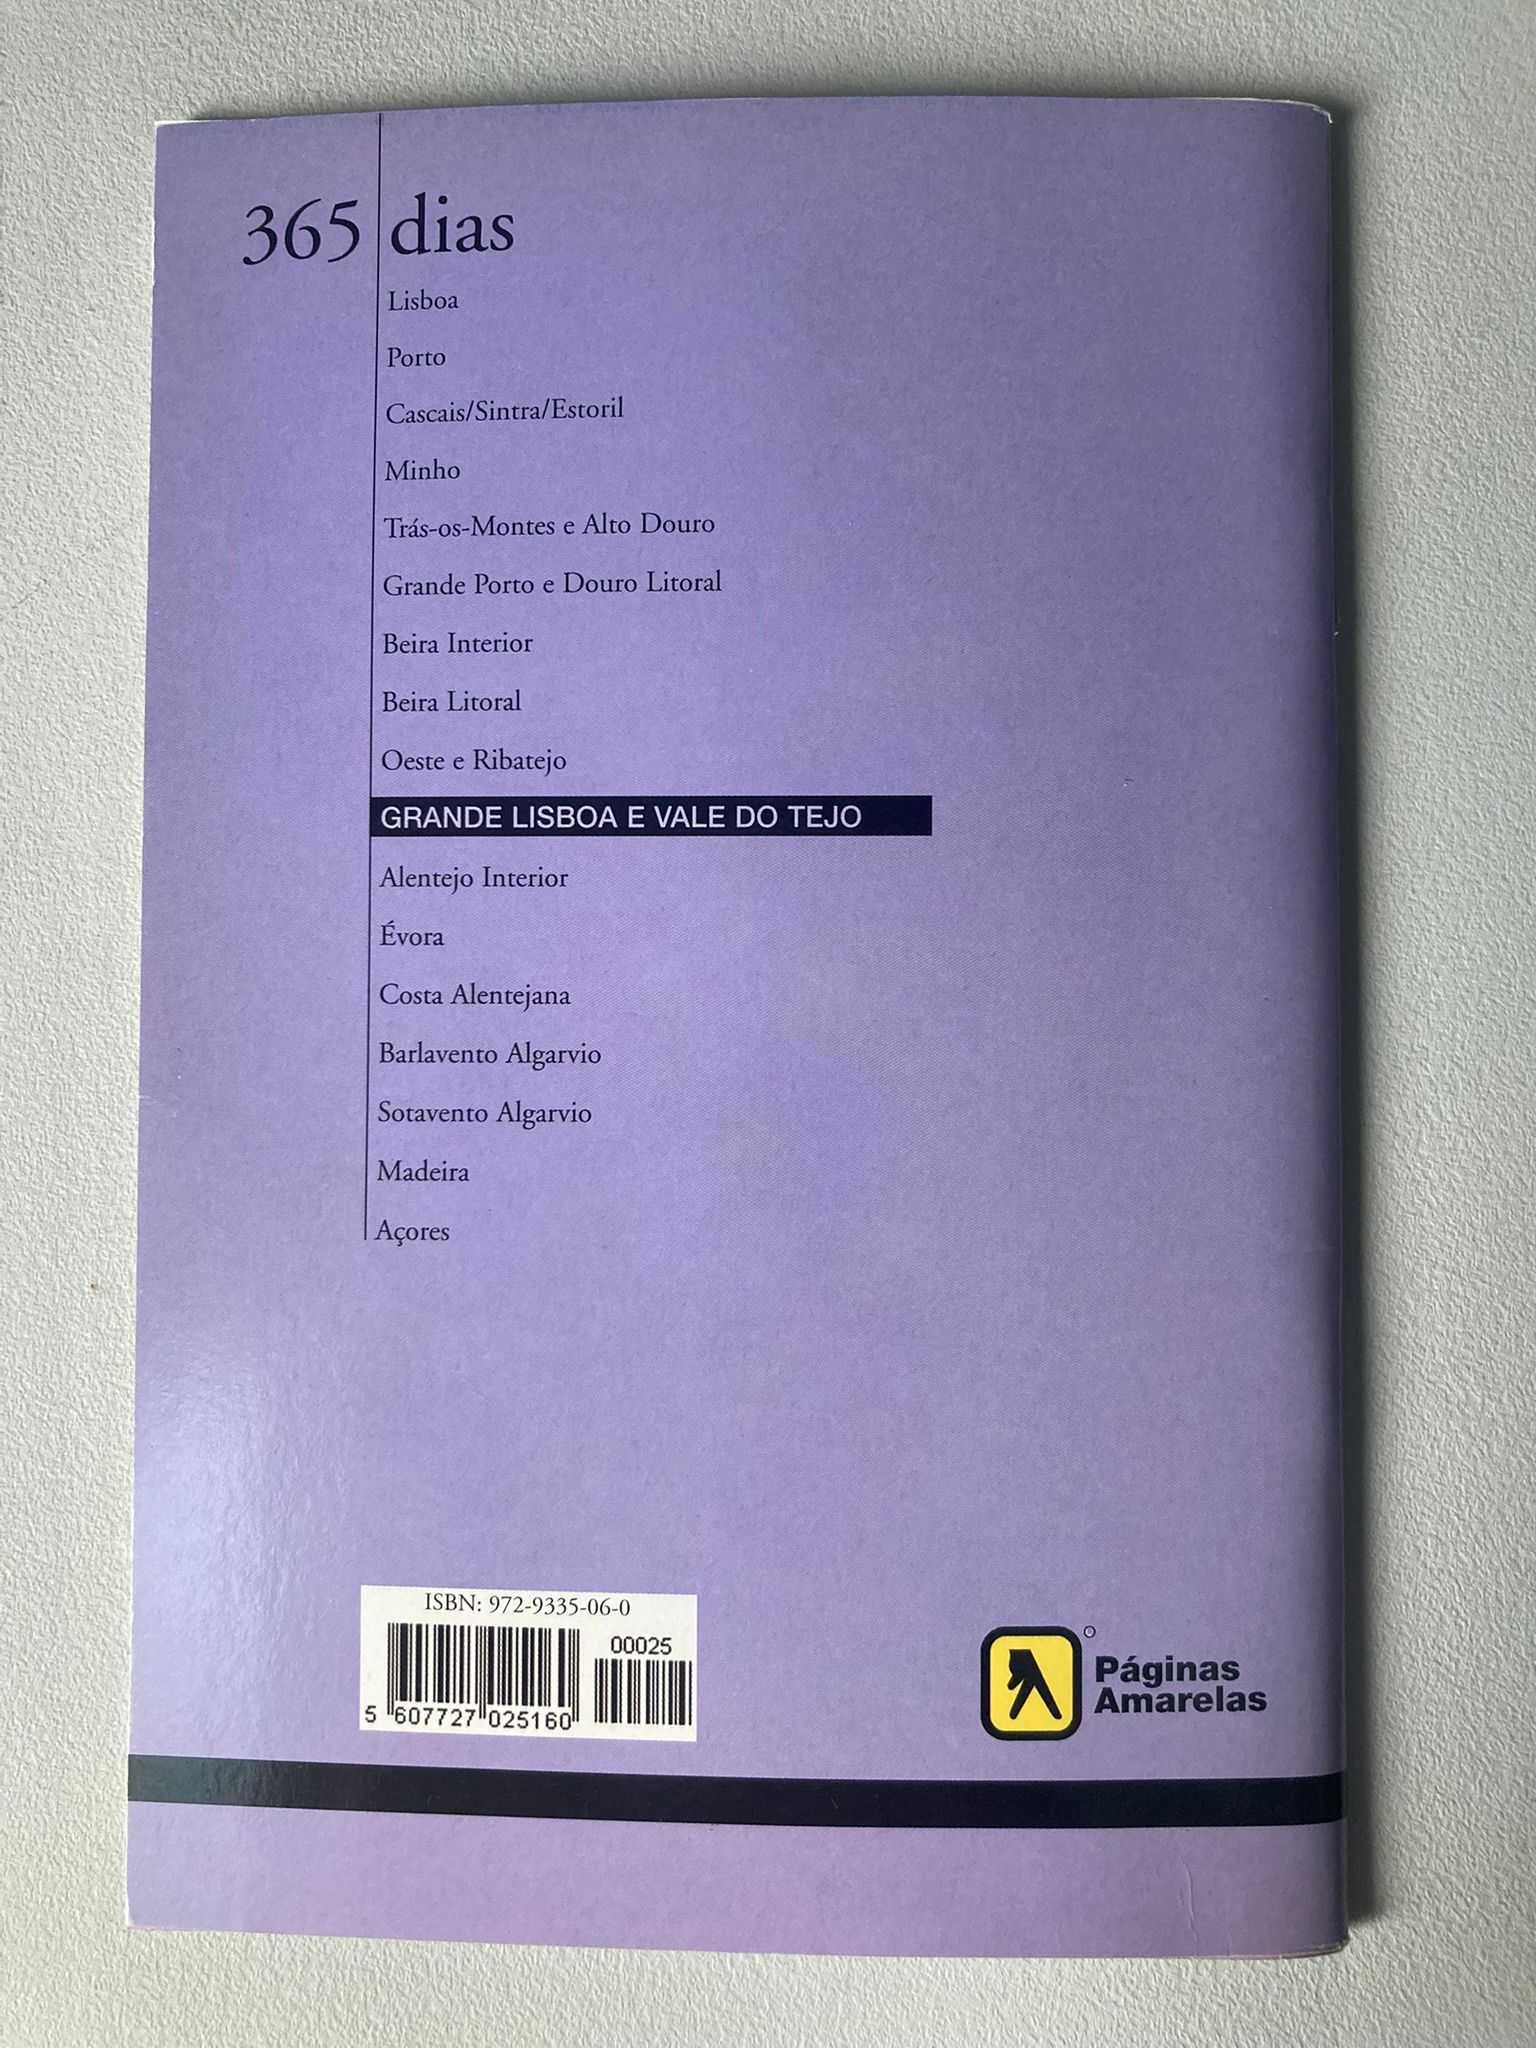 365 dias
Lisboa
Porto
Cascais/Sintra/Estoril
Minho
Trás-os-Montes e Alto Douro
Grande Porto e Douro Litoral
Beira Interior
Beira Litoral
Oeste e Ribatejo
GRANDE LISBOA E VALE DO TEJO
Alentejo Interior
Évora
Costa Alentejana
Barlavento Algarvio
Sotavento Algarvio
Madeira
Açores
ISBN: 972-9335-06-0
00025
5 607727 025160
Páginas
Amarelas